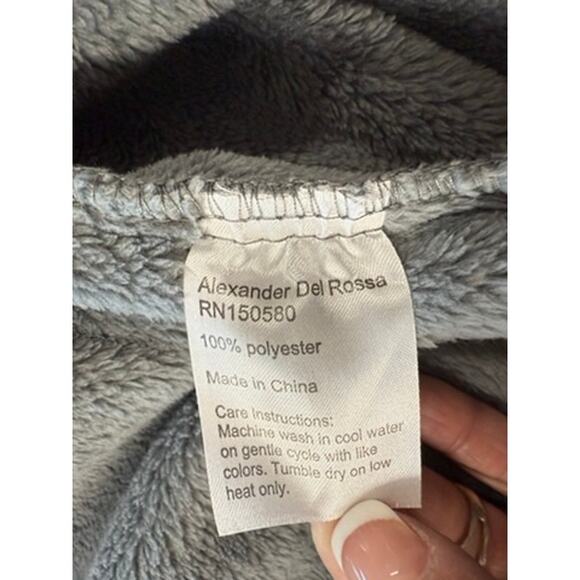 Alexander Del Rossa
RN150580
100% polyester
Made in China
Care Instructions:
Machine wash in cool water
on gentle cycle with like
colors. Tumble dry on low
heat only.